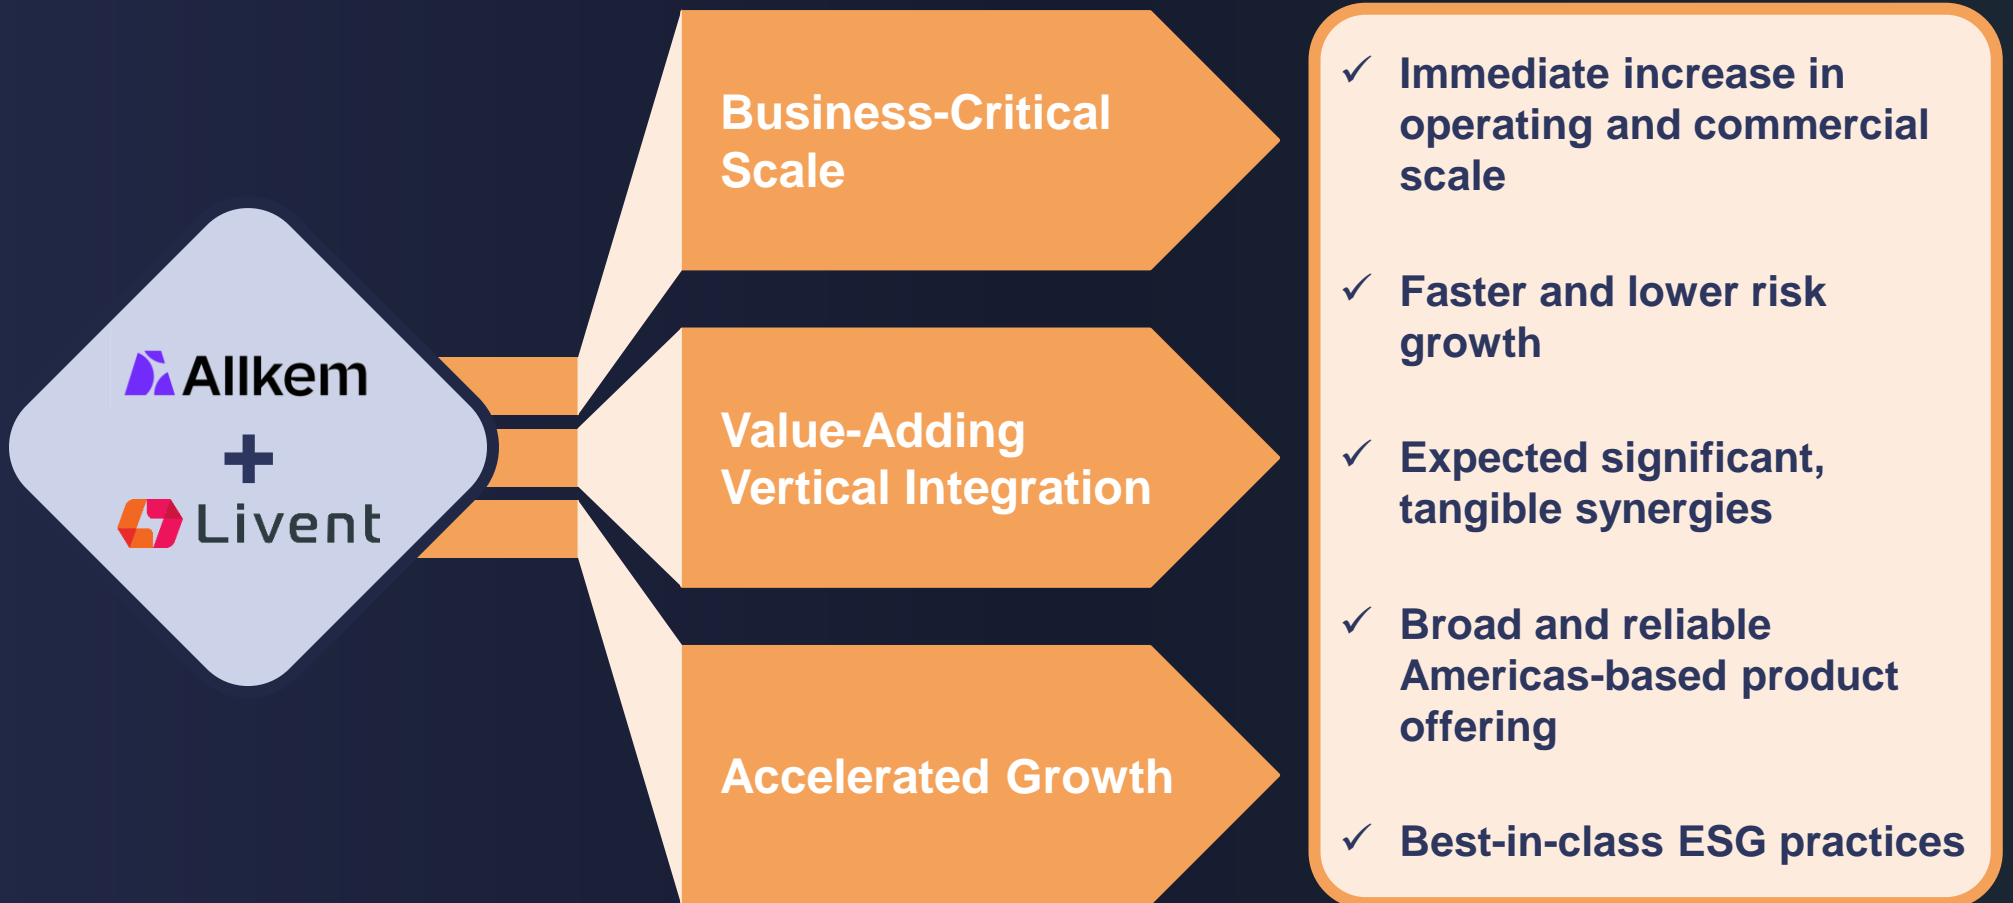 Allkem
+
Livent
Business-Critical
Scale
Value-Adding
Vertical Integration
Accelerated Growth
✓ Immediate increase in
operating and commercial
scale
✓ Faster and lower risk
growth
✓ Expected significant,
tangible synergies
✓ Broad and reliable
Americas-based product
offering
✓ Best-in-class ESG practices